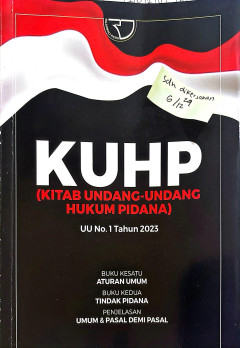 6/12 24
KUHP
(KITAB UNDANG-UNDANG
HUKUM PIDANA)
UU No. 1 Tahun 2023
BUKU KESATU
ATURAN UMUM
BUKU KEDUA
TINDAK PIDANA
PENJELASAN
UMUM & PASAL DEMI PASAL